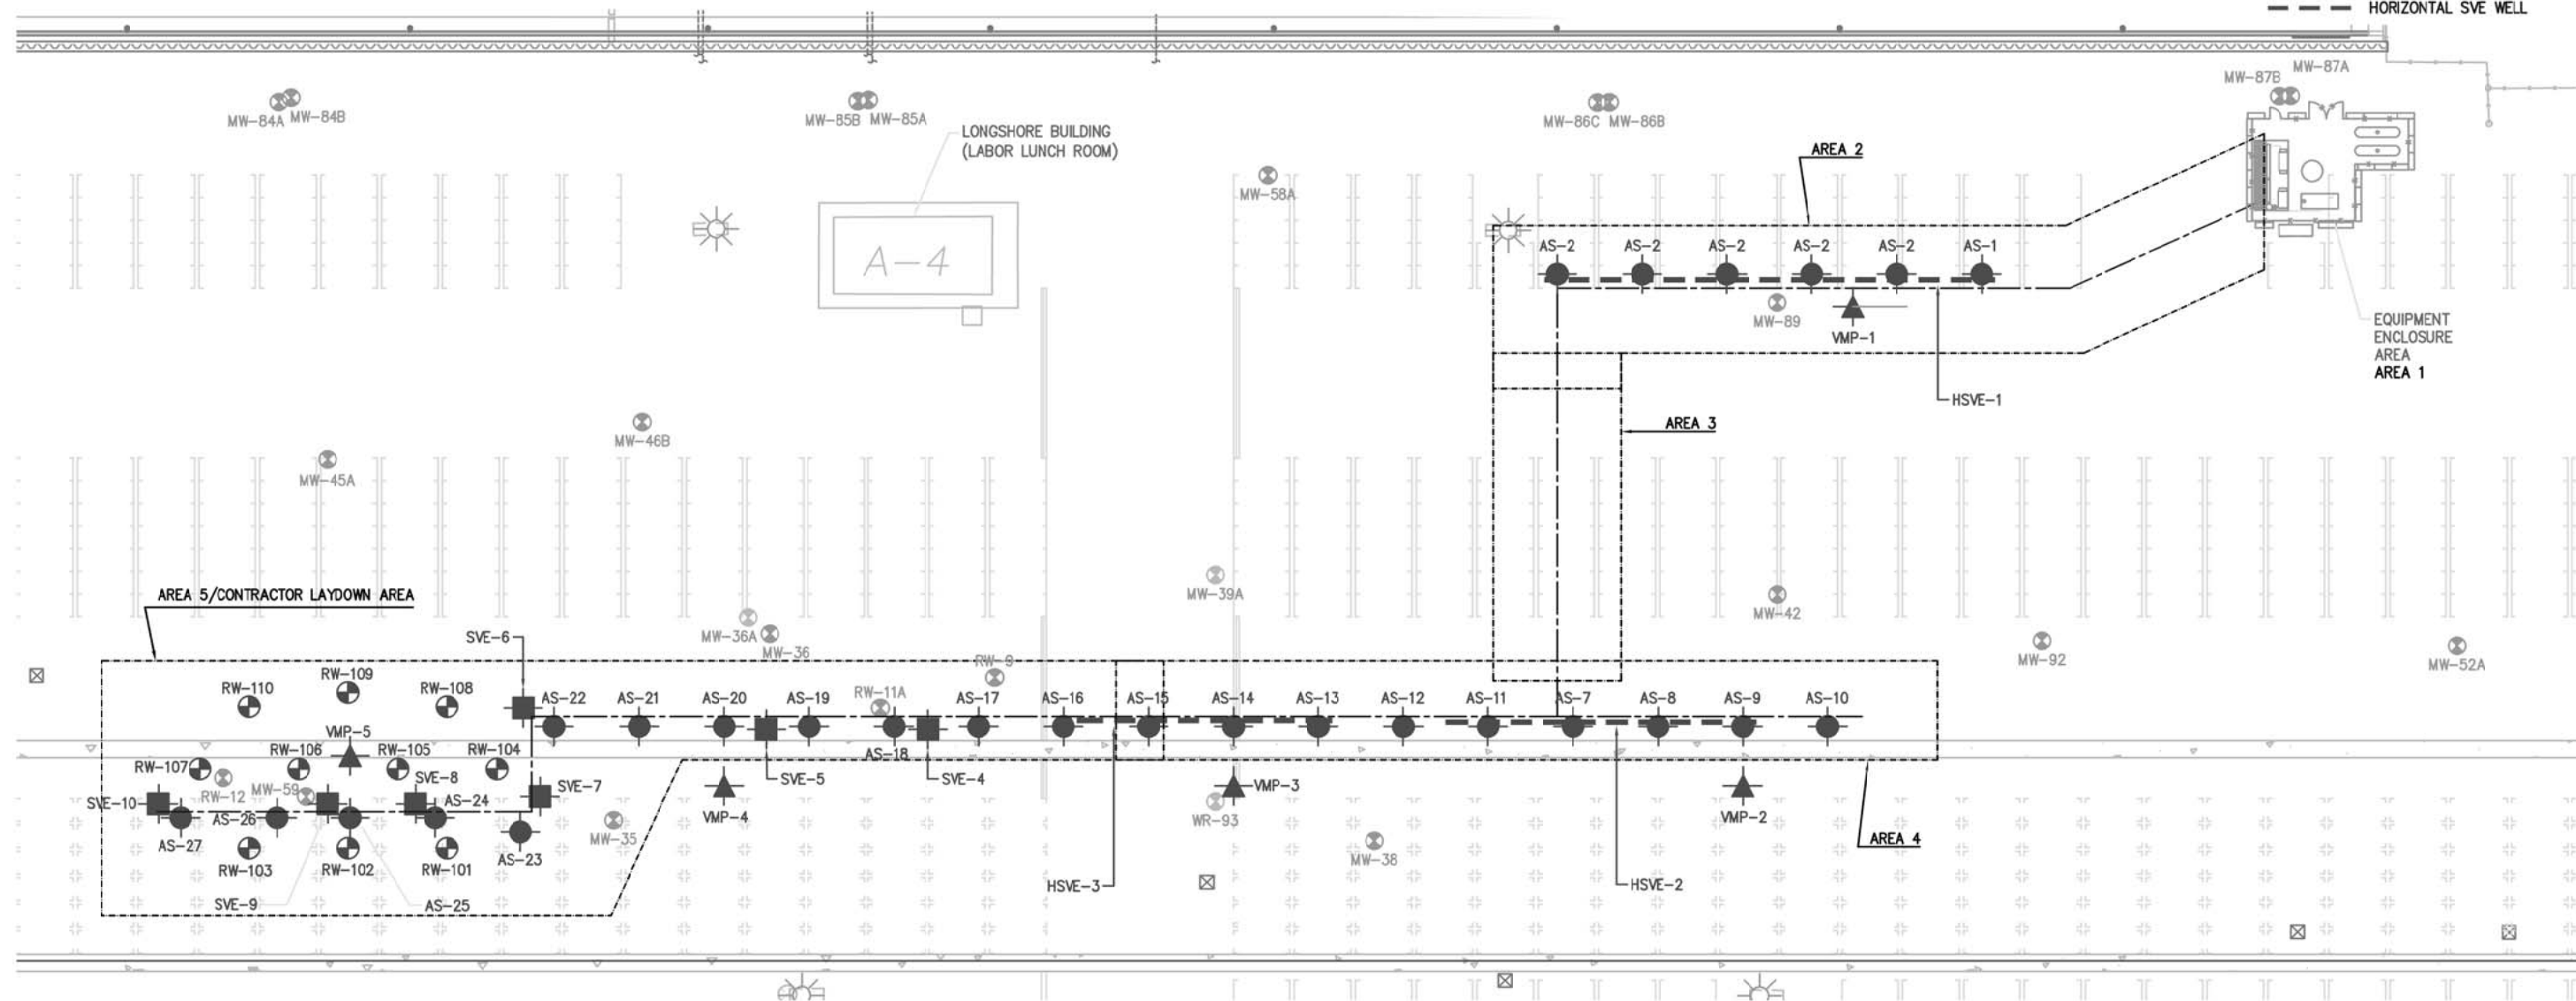 HORIZONTAL SVE WELL
MW-87A
MW-87B
MW-84A MW-84B
MW-85B MW-85A
MW-86C MW-86B
LONGSHORE BUILDING
(LABOR LUNCH ROOM)
AREA 2
MW-58A
A-4
AS-2 AS-2 AS-2 AS-2 AS-2 AS-1
MW-89
VMP-1
EQUIPMENT
ENCLOSURE
AREA
AREA 1
HSVE-1
AREA 3
MW-46B
MW-45A
AREA 5/CONTRACTOR LAYDOWN AREA
MW-39A
MW-42
SVE-6
MW-36A
MW-36
RW-9
MW-92
MW-52A
RW-110
RW-109
RW-108
AS-22 AS-21 AS-20 AS-19 RW-11A AS-17 AS-16 AS-15 AS-14 AS-13 AS-12 AS-11 AS-7 AS-8 AS-9 AS-10
VMP-5
RW-107 RW-106 RW-105 RW-104
AS-18
SVE-10 RW-12 MW-59 SVE-8 SVE-7
SVE-5 SVE-4
VMP-3
AS-24
AS-26
AS-27
AS-23
MW-35
VMP-4
WR-93
VMP-2
MW-38
AREA 4
RW-103 RW-102 RW-101
HSVE-3
HSVE-2
SVE-9
AS-25